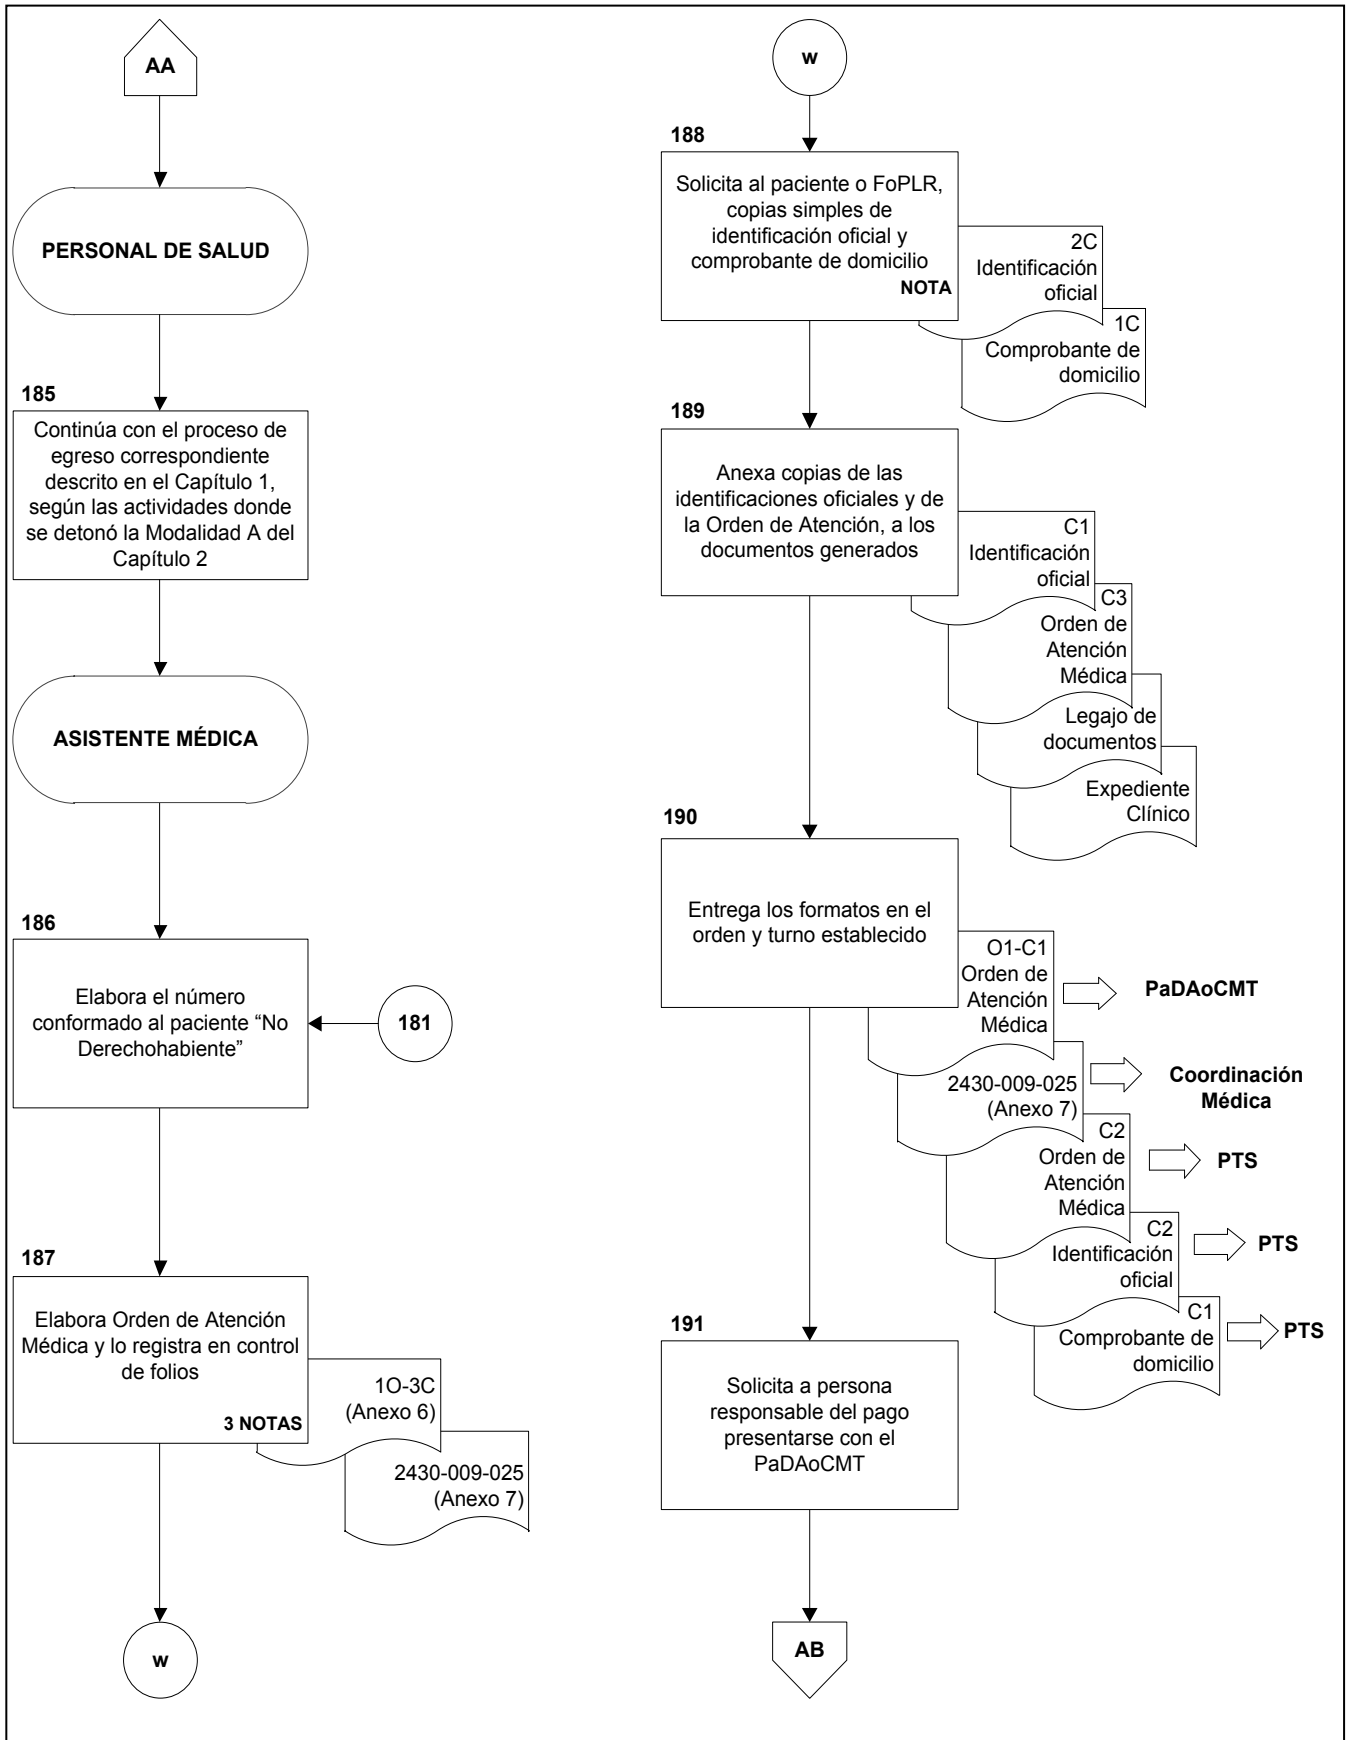 AA
PERSONAL DE SALUD
185
Continúa con el proceso de
egreso correspondiente
descrito en el Capítulo 1,
según las actividades donde
se detonó la Modalidad A del
Capítulo 2
ASISTENTE MÉDICA
186
Elabora el número
conformado al paciente “No
Derechohabiente”
181
187
Elabora Orden de Atención
Médica y lo registra en control
de folios
3 NOTAS
1O-3C
(Anexo 6)
2430-009-025
(Anexo 7)
w
w
188
Solicita al paciente o FoPLR,
copias simples de
identificación oficial y
comprobante de domicilio
NOTA
2C
Identificación
oficial
1C
Comprobante de
domicilio
189
Anexa copias de las
identificaciones oficiales y de
la Orden de Atención, a los
documentos generados
C1
Identificación
oficial
C3
Orden de
Atención
Médica
Legajo de
documentos
Expediente
Clínico
190
Entrega los formatos en el
orden y turno establecido
O1-C1
Orden de
Atención
Médica
PaDAoCMT
2430-009-025
(Anexo 7)
Coordinación
Médica
C2
Orden de
Atención
Médica
PTS
C2
Identificación
oficial
PTS
C1
Comprobante de
domicilio
PTS
191
Solicita a persona
responsable del pago
presentarse con el
PaDAoCMT
AB